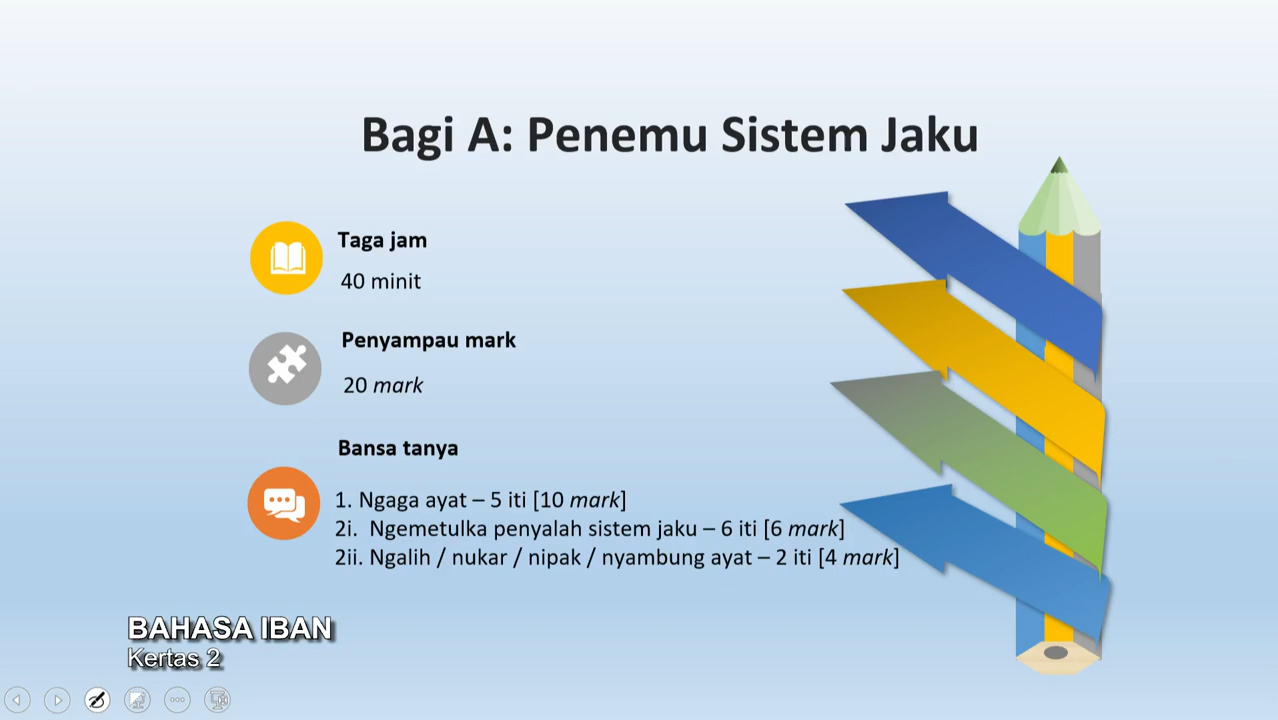 Bagi A: Penemu Sistem Jaku
Taga jam
40 minit
Penyampau mark
20 mark
Bansa tanya
1. Ngaga ayat – 5 iti [10 mark]
2i. Ngemetulka penyalah sistem jaku – 6 iti [6 mark]
2ii. Ngalih / nukar / nipak / nyambung ayat – 2 iti [4 mark]
BAHASA IBAN
Kertas 2